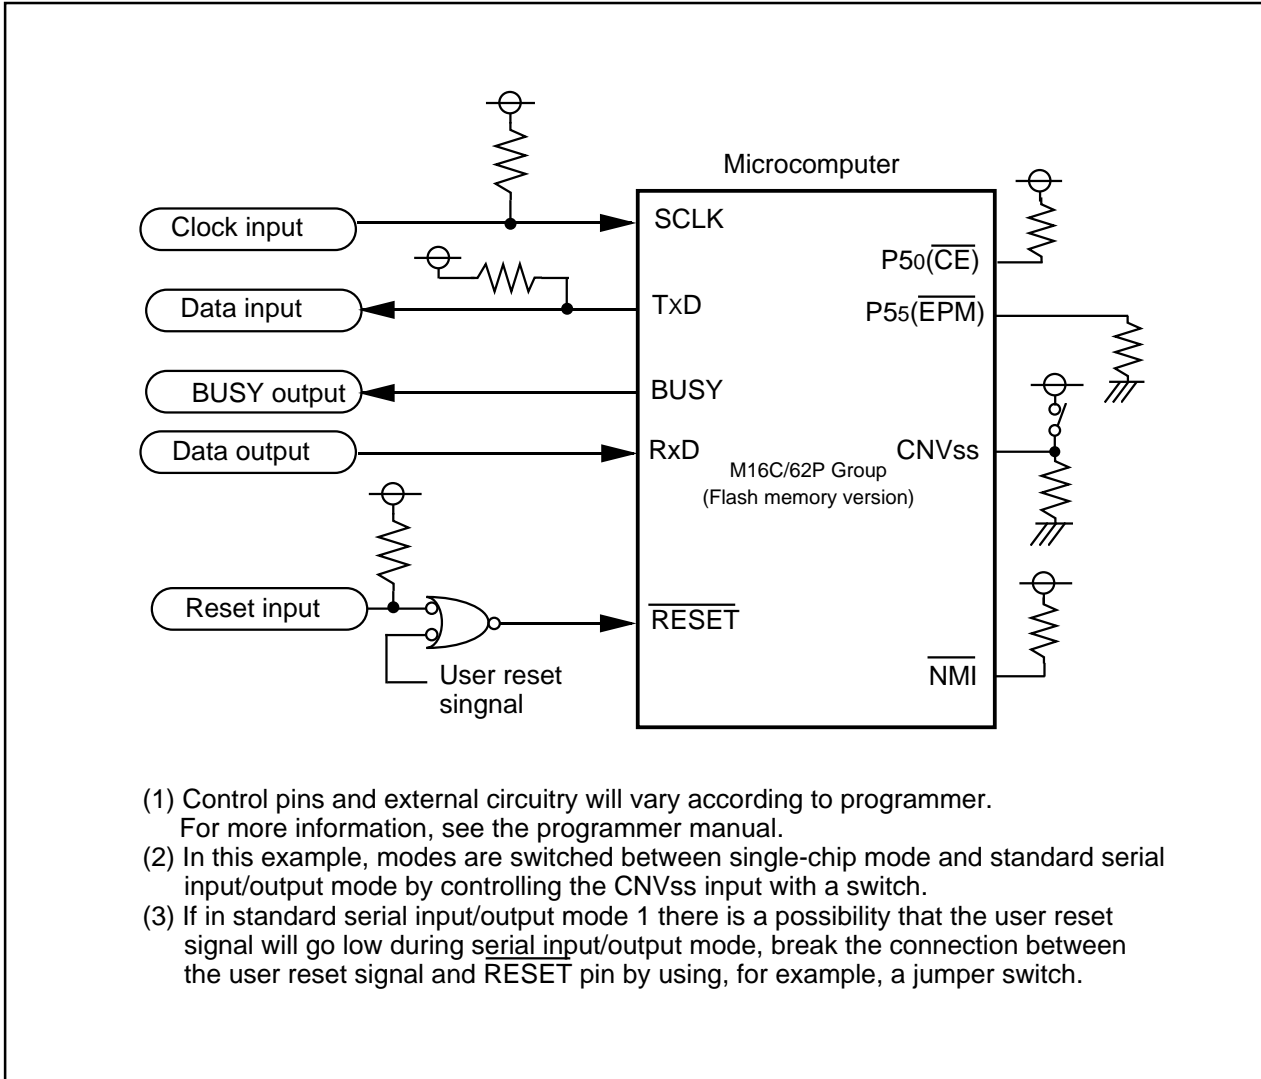 Microcomputer
Clock input
SCLK
P50(CE)
Data input
TxD
P55(EPM)
BUSY output
BUSY
Data output
RxD
CNVss
M16C/62P Group
(Flash memory version)
Reset input
RESET
User reset
singnal
NMI
(1) Control pins and external circuitry will vary according to programmer.
For more information, see the programmer manual.
(2) In this example, modes are switched between single-chip mode and standard serial
input/output mode by controlling the CNVss input with a switch.
(3) If in standard serial input/output mode 1 there is a possibility that the user reset
signal will go low during serial input/output mode, break the connection between
the user reset signal and RESET pin by using, for example, a jumper switch.